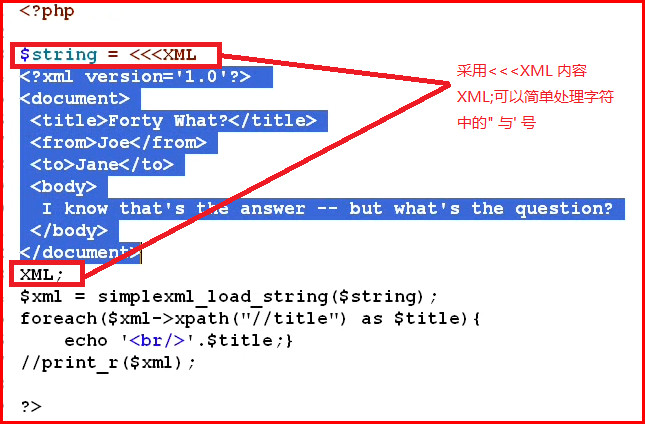 <?php
$string = <<<XML
<?xml version='1.0'?>
<document>
<title>Forty What?</title>
<from>Joe</from>
<to>Jane</to>
<body>
I know that's the answer -- but what's the question?
</body>
</document>
XML;
$xml = simplexml_load_string($string);
foreach($xml->xpath("//title") as $title){
echo '<br/>'.$title;}
//print_r($xml);
?>
采用<<<XML 内容
XML;可以简单处理字符
中的" 与' 号